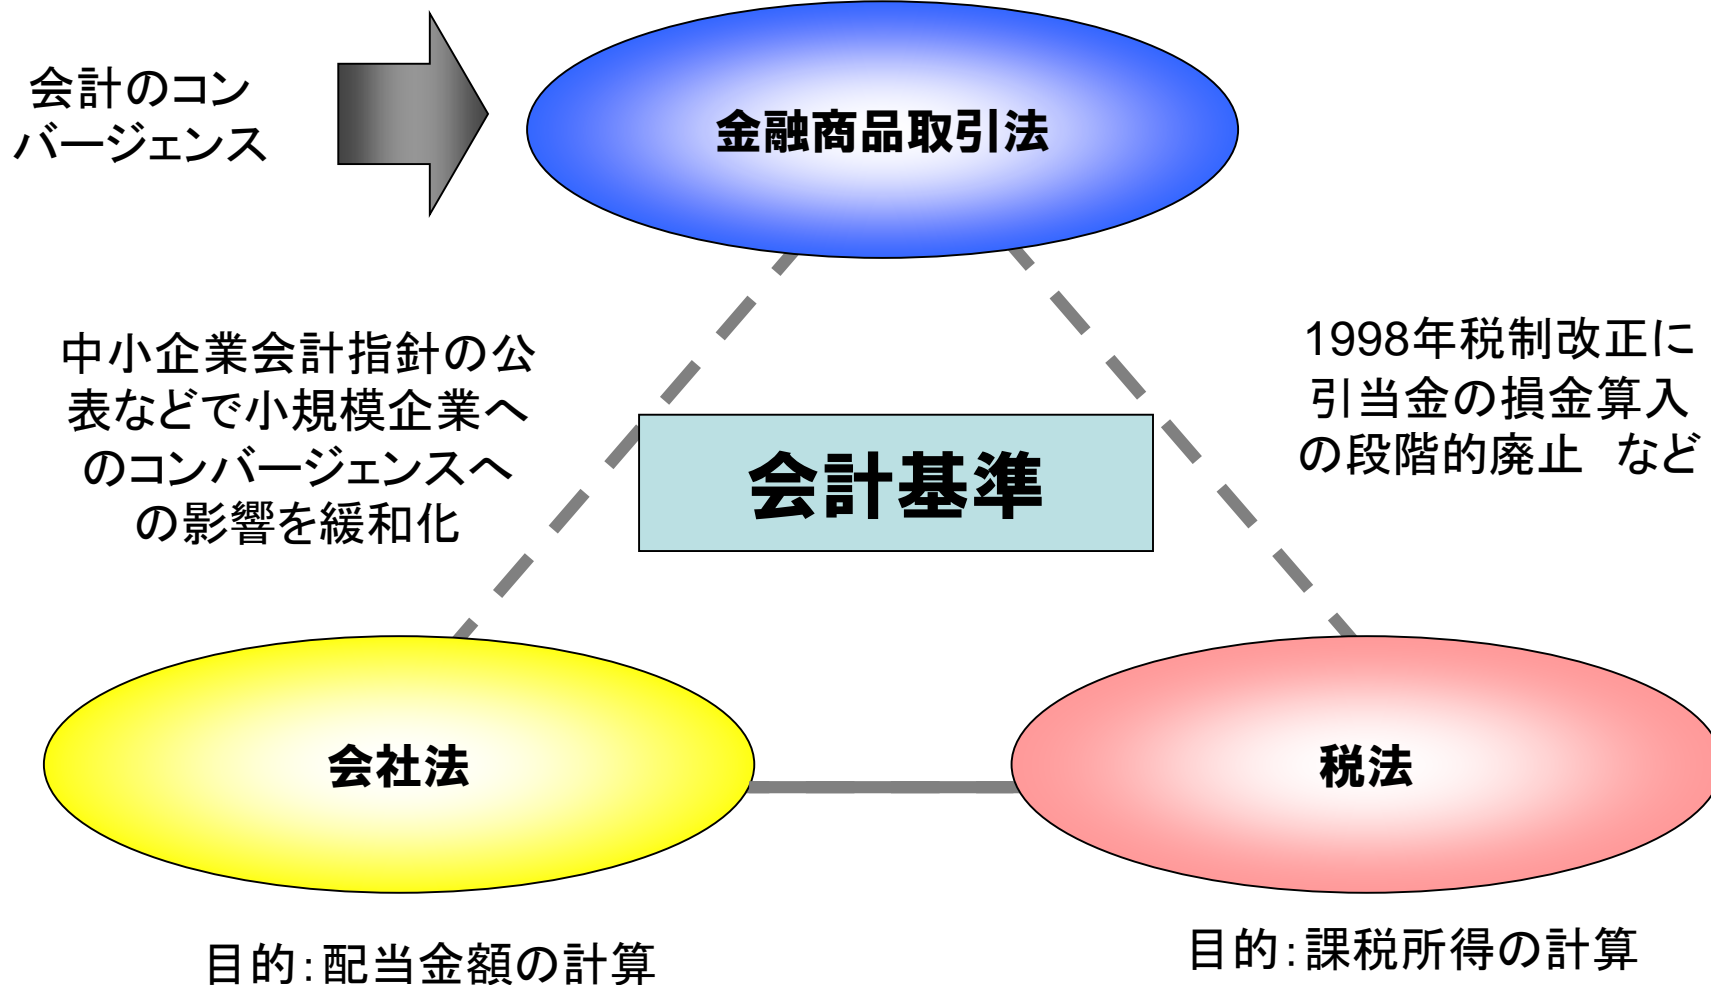 会計のコン
バージェンス
金融商品取引法
中小企業会計指針の公
表などで小規模企業へ
のコンバージェンスへ
の影響を緩和化
1998年税制改正に
引当金の損金算入
の段階的廃止　など
会計基準
会社法
税法
目的:配当金額の計算
目的:課税所得の計算